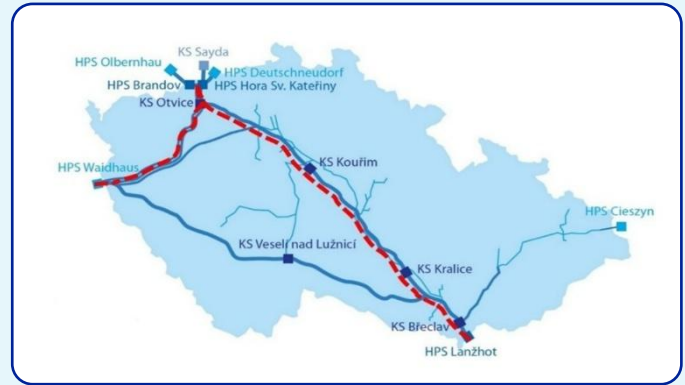 KS Sayda
HPS Olbernhau
HPS Deutschneudorf
HPS Brandov
HPS Hora Sv. Kateřiny
KS Otvice
KS Kouřim
HPS Waidhaus
HPS Cieszyn
KS Veselí nad Lužnicí
KS Kralice
KS Břeclav
HPS Lanžhot